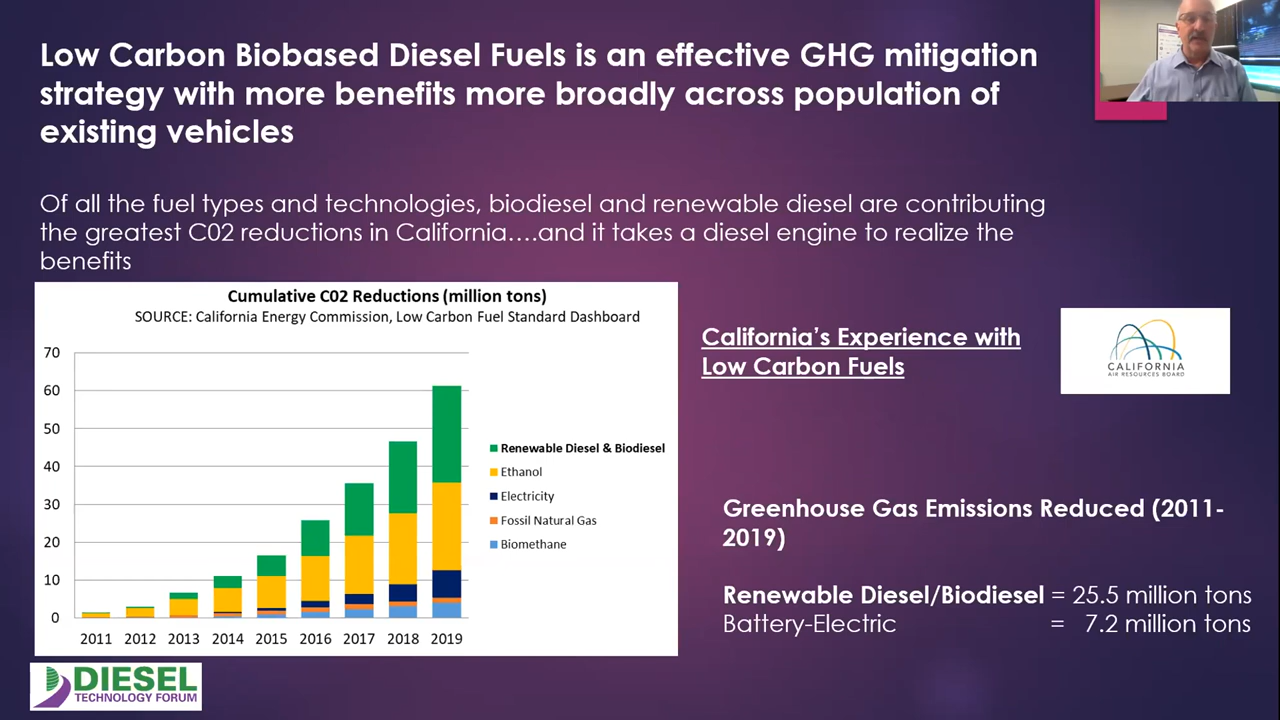 Low Carbon Biobased Diesel Fuels is an effective GHG mitigation
strategy with more benefits more broadly across population of
existing vehicles
Of all the fuel types and technologies, biodiesel and renewable diesel are contributing
the greatest C02 reductions in California….and it takes a diesel engine to realize the
benefits
Cumulative C02 Reductions (million tons)
SOURCE: California Energy Commission, Low Carbon Fuel Standard Dashboard
70
60
50
40
30
20
10
0
2011 2012 2013 2014 2015 2016 2017 2018 2019
Renewable Diesel & Biodiesel
Ethanol
Electricity
Fossil Natural Gas
Biomethane
California's Experience with
Low Carbon Fuels
CALIFORNIA
AIR RESOURCES BOARD
Greenhouse Gas Emissions Reduced (2011-
2019)
Renewable Diesel/Biodiesel = 25.5 million tons
Battery-Electric = 7.2 million tons
DIESEL
TECHNOLOGY FORUM